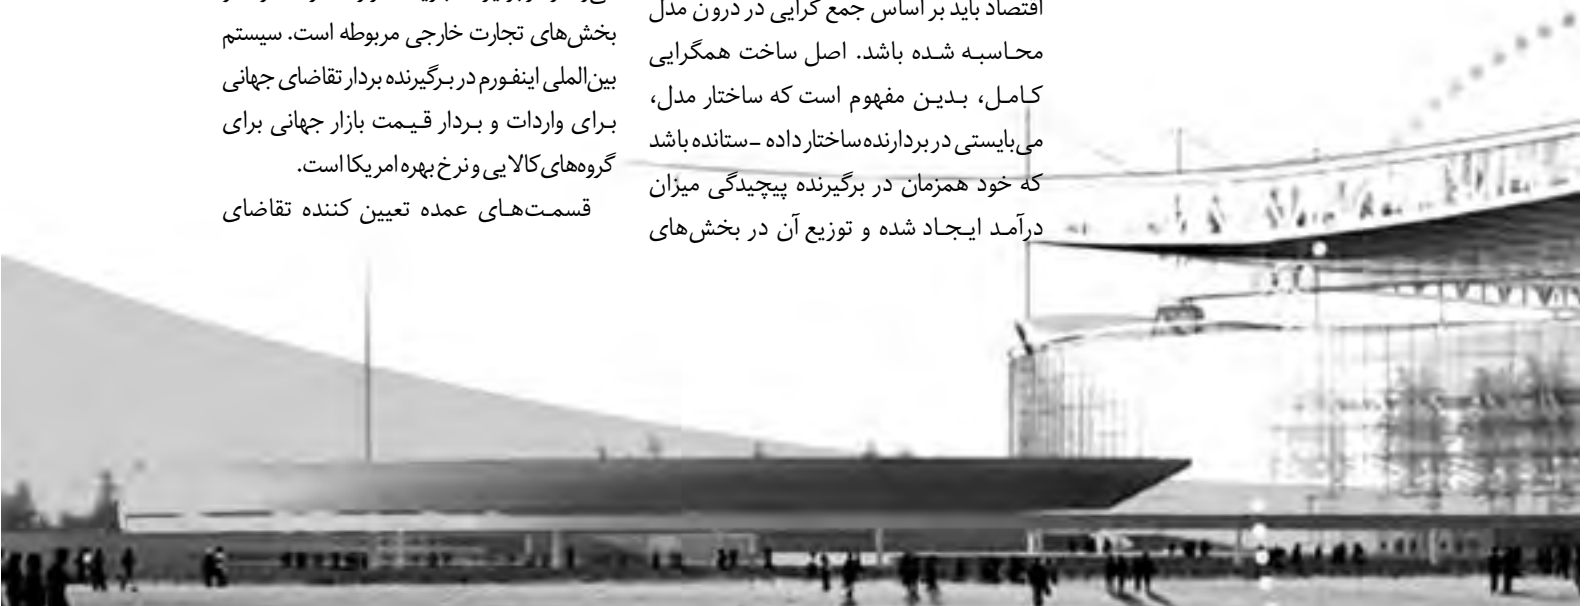 اقتصاد باید بر اساس جمع گرایی در درون مدل
محاسبه شده باشد. اصل ساخت همگرایی
کامل، بدین مفهوم است که ساختار مدل،
می‌بایستی در بردارنده ساختار داده - ستانده باشد
که خود همزمان در برگیرنده پیچیدگی میزان
درآمد ایجاد شده و توزیع آن در بخش‌های
بخش‌های تجارت خارجی مربوطه است. سیستم
بین‌المللی اینفورم در برگیرنده بردار تقاضای جهانی
برای واردات و بردار قیمت بازار جهانی برای
گروه‌های کالایی و نرخ بهره امریکا است.
قسمت‌های عمده تعیین کننده تقاضای